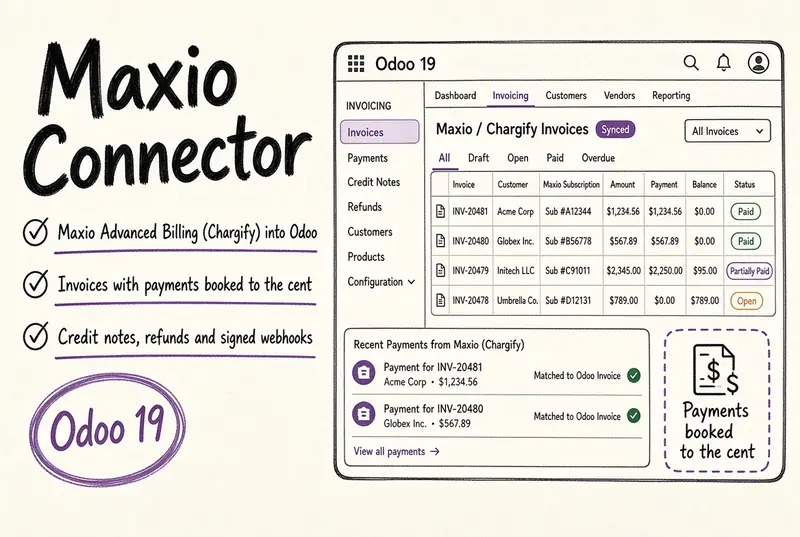 Maxio
Connector
Maxio Advanced Billing (Chargify) into Odoo
Invoices with payments booked to the cent
Credit notes, refunds and signed webhooks
Odoo 19
Odoo 19
INVOICING
Invoices
Payments
Credit Notes
Refunds
Customers
Products
Configuration
Dashboard Invoicing Customers Vendors Reporting
Maxio / Chargify Invoices Synced All Invoices
All Draft Open Paid Overdue
Invoice Customer Maxio Subscription Amount Payment Balance Status
INV-20481 Acme Corp Sub #A12344 $1,234.56 $1,234.56 $0.00 Paid
INV-20480 Globex Inc. Sub #B56778 $567.89 $567.89 $0.00 Paid
INV-20479 Initech LLC Sub #C91011 $2,345.00 $2,250.00 $95.00 Partially Paid
INV-20478 Umbrella Co. Sub #D12131 $789.00 $0.00 $789.00 Open
Recent Payments from Maxio (Chargify)
Payment for INV-20481
Acme Corp • $1,234.56 Matched to Odoo Invoice
Payment for INV-20480
Globex Inc. • $567.89 Matched to Odoo Invoice
View all payments →
$ $
Payments
booked
to the cent